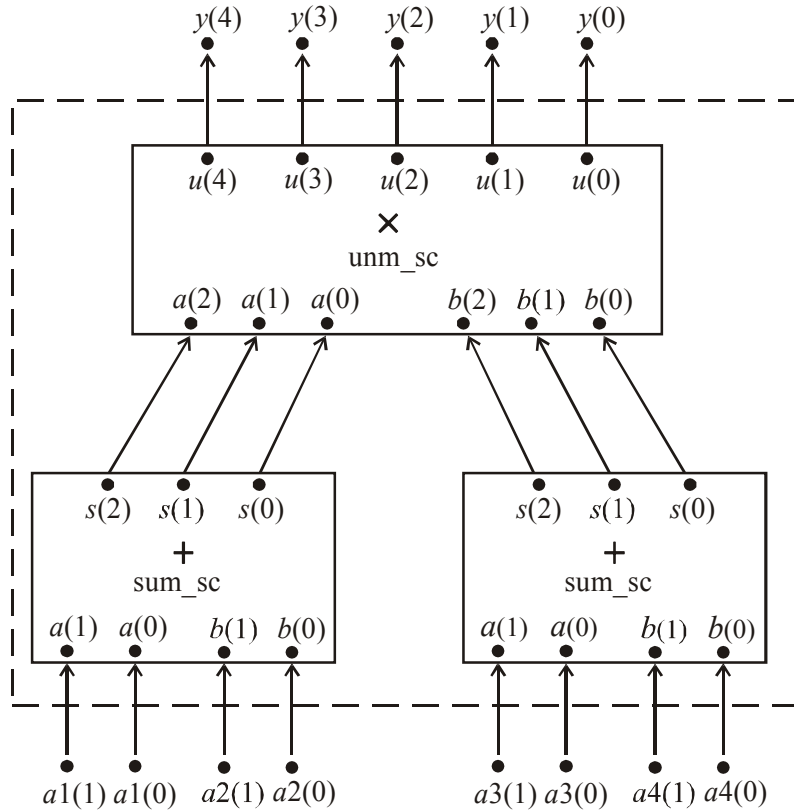 y(4) y(3) y(2) y(1) y(0)
u(4) u(3) u(2) u(1) u(0)
×
unm_sc
a(2) a(1) a(0) b(2) b(1) b(0)
s(2) s(1) s(0) s(2) s(1) s(0)
+ +
sum_sc sum_sc
a(1) a(0) b(1) b(0) a(1) a(0) b(1) b(0)
a1(1) a1(0) a2(1) a2(0) a3(1) a3(0) a4(1) a4(0)